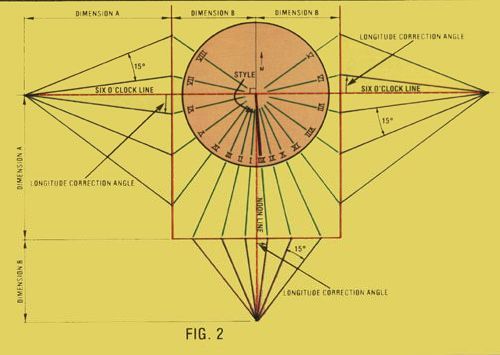 DIMENSION A
DIMENSION B
DIMENSION B
LONGITUDE CORRECTION ANGLE
15°
STYLE
N
SIX O'CLOCK LINE
SIX O'CLOCK LINE
15°
LONGITUDE CORRECTION ANGLE
DIMENSION A
NOON LINE
15°
DIMENSION B
LONGITUDE CORRECTION ANGLE
FIG. 2